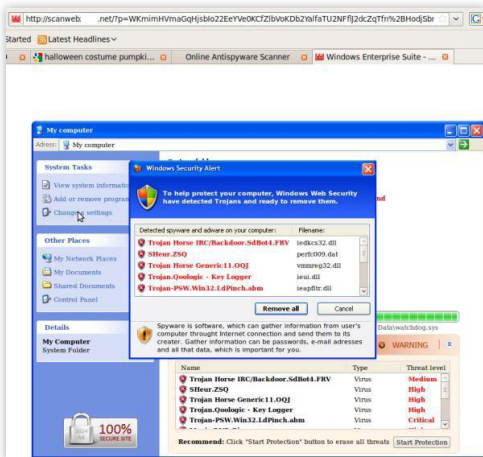 Started Latest Headlines
halloween costume pumpki... Online Antispyware Scanner Windows Enterprise Suite - ...
My computer
Adress: My computer
System Tasks
View system informatio
Add or remove program
Change settings
Other Places
My Network Places
My Documents
Shared Documents
Control Panel
Details
My Computer
System Folder
100%
SECURE SITE
Windows Security Alert
To help protect your computer, Windows Web Security
have detected Trojans and ready to remove them.
Detected spyware and adware on your computer: Filename:
Trojan Horse IRC/Backdoor.SdBot4.FRV iedkcs32.dll
SHeur.ZSQ perfc009.dat
Trojan Horse Generic11.OQJ vmmreg32.dll
Trojan.Qoologic - Key Logger ieui.dll
Trojan-PSW.Win32.LdPinch.abm ieapfltr.dll
Remove all Cancel
Spyware is software, which can gather information from user's
computer throught Internet connection and send them to its
creater. Gather information can be passwords, e-mail adresses
and all that data, which is important for you.
nd
Data\watchdog.sys
WARNING
Name Type Threat level
Trojan Horse IRC/Backdoor.SdBot4.FRV Virus Medium
SHeur.ZSQ Virus High
Trojan Horse Generic11.OQJ Virus High
Trojan.Qoologic - Key Logger Virus High
Trojan-PSW.Win32.LdPinch.abm Virus Critical
Recommend: Click "Start Protection" button to erase all threats Start Protection